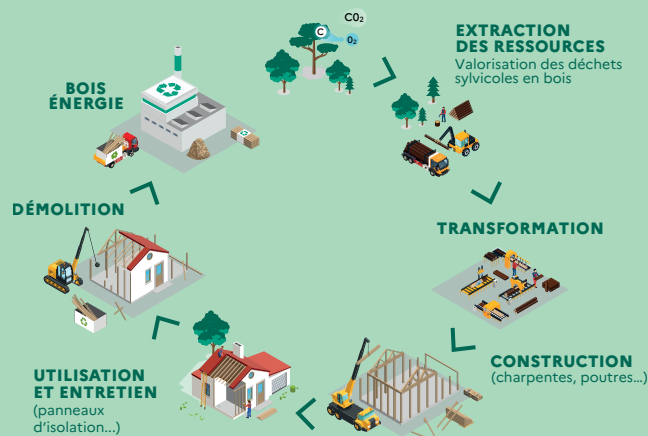 CO₂
C
O₂
EXTRACTION
DES RESSOURCES
Valorisation des déchets
sylvicoles en bois
BOIS
ÉNERGIE
DÉMOLITION
TRANSFORMATION
UTILISATION
ET ENTRETIEN
(panneaux
d'isolation...)
CONSTRUCTION
(charpentes, poutres...)